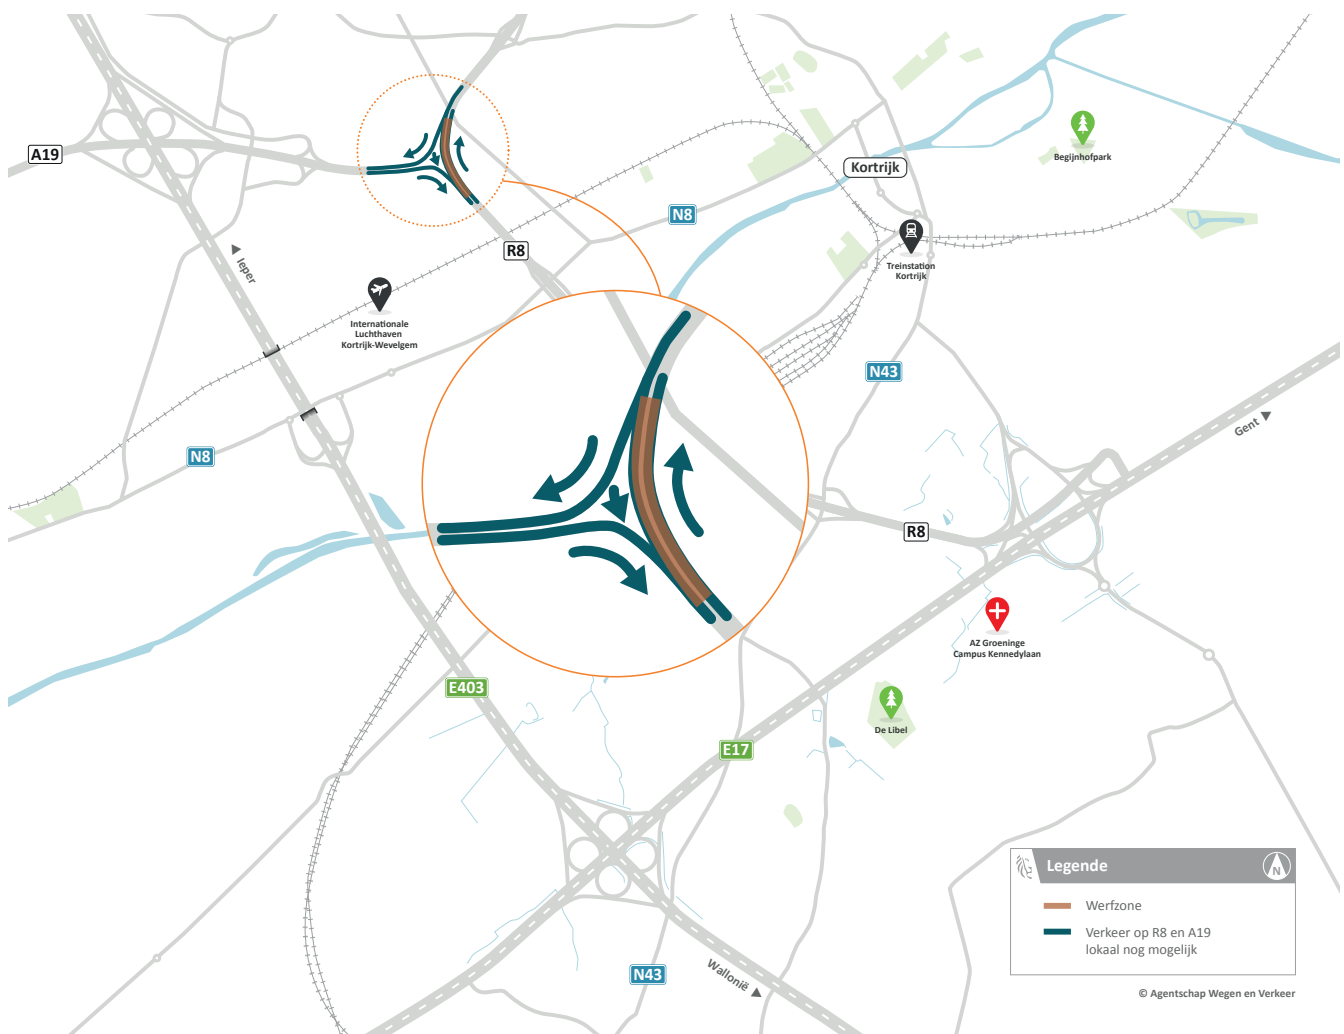 A19
Kortrijk
Begijnhofpark
N8
R8
Treinstation
Kortrijk
◀ Ieper
Internationale
Luchthaven
Kortrijk-Wevelgem
N43
Gent ▶
N8
R8
AZ Groeninge
Campus Kennedylaan
E403
De Libel
E17
Legende
N
Werfzone
Verkeer op R8 en A19
lokaal nog mogelijk
N43
Wallonië ▶
© Agentschap Wegen en Verkeer